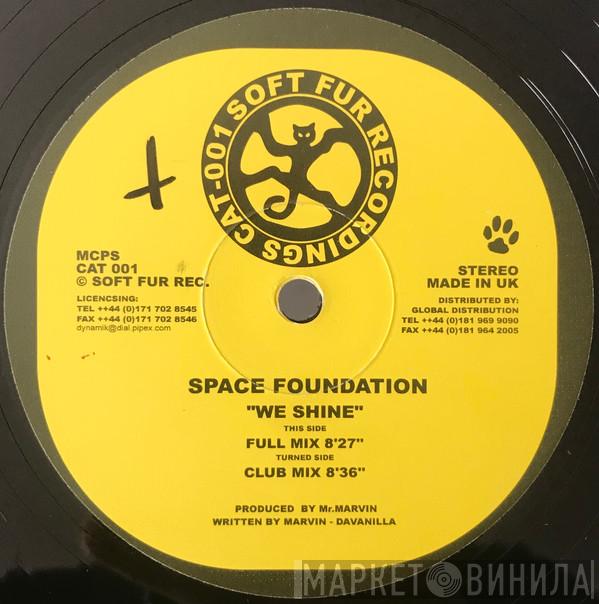 SOFT FUR RECORDINGS CAT-001
MCPS
CAT 001
© SOFT FUR REC.
LICENCSING:
TEL ++44 (0)171 702 8545
FAX ++44 (0)171 702 8546
dynamik@dial.pipex.com
STEREO
MADE IN UK
DISTRIBUTED BY:
GLOBAL DISTRIBUTION
TEL ++44 (0)181 969 9090
FAX ++44 (0)181 964 2005
SPACE FOUNDATION
"WE SHINE"
THIS SIDE
FULL MIX 8'27"
TURNED SIDE
CLUB MIX 8'36"
PRODUCED BY Mr.MARVIN
WRITTEN BY MARVIN - DAVANILLA
МАРКЕТ ВИНИЛА